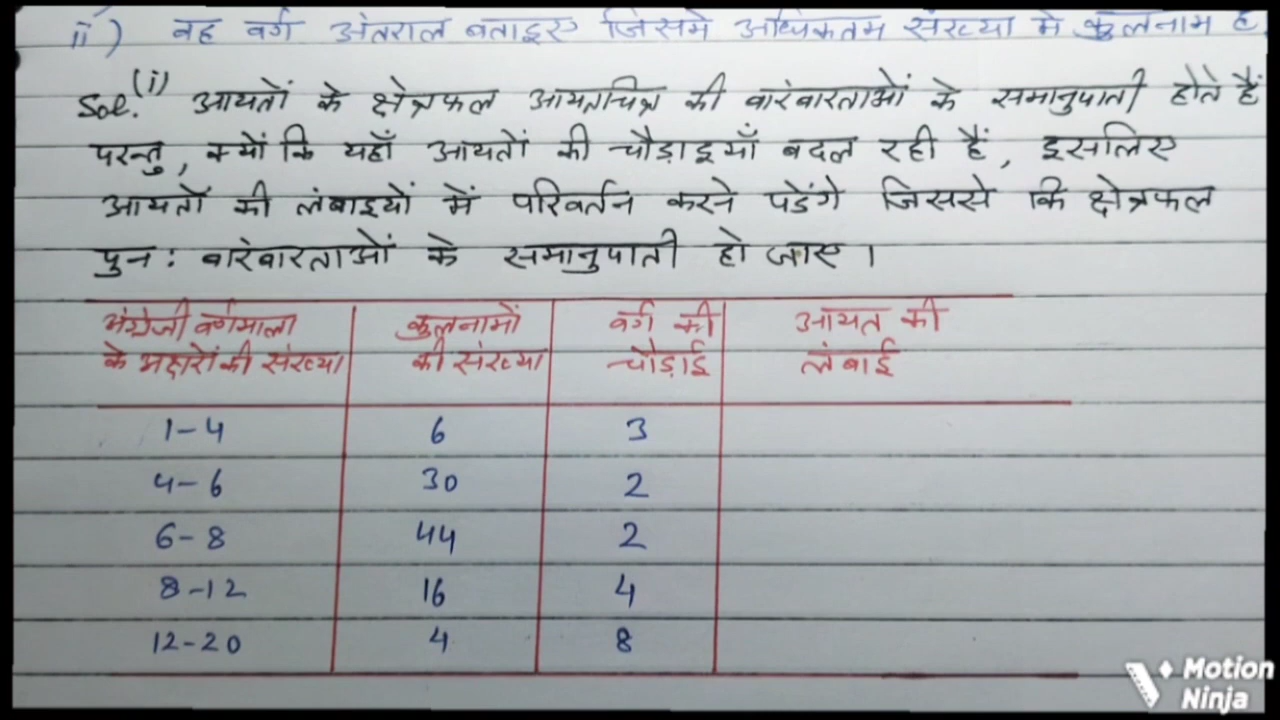 ii) वह वर्ग अंतराल बताइए जिसमे अधिकतम संख्या मे कुलनाम है
Sol.(i) आयतों के क्षेत्रफल आयतचित्र की बारंबारताओं के समानुपाती होते हैं
परन्तु, क्यों कि यहाँ आयतों की चौड़ाइयाँ बदल रही हैं, इसलिए
आयतों की लंबाइयों में परिवर्तन करने पड़ेंगे जिससे कि क्षेत्रफल
पुन: बारंबारताओं के समानुपाती हो जाए।
अंग्रेजी वर्णमाला के अक्षरों की संख्या कुलनामों की संख्या वर्ग की चौड़ाई आयत की लंबाई
1-4 6 3
4-6 30 2
6-8 44 2
8-12 16 4
12-20 4 8
Motion
Ninja